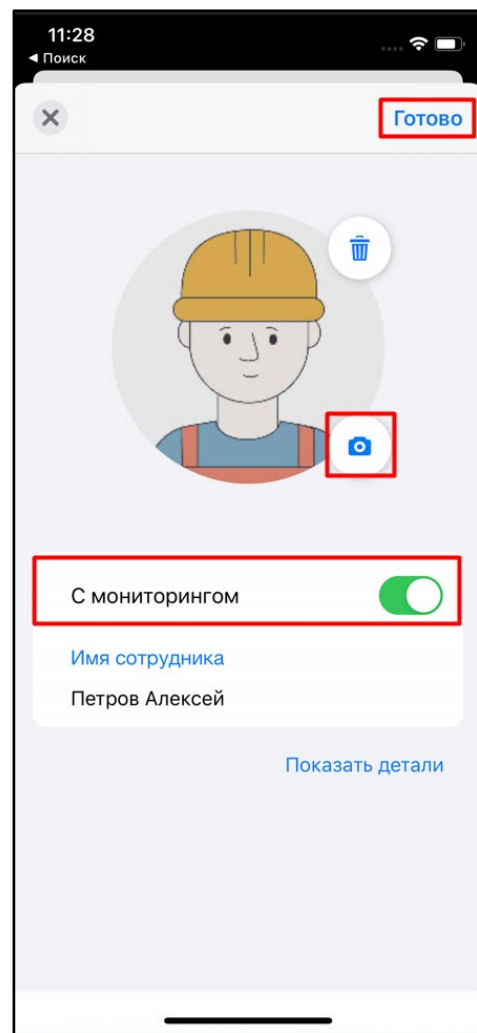 11:28
◀ Поиск
Готово
С мониторингом
Имя сотрудника
Петров Алексей
Показать детали